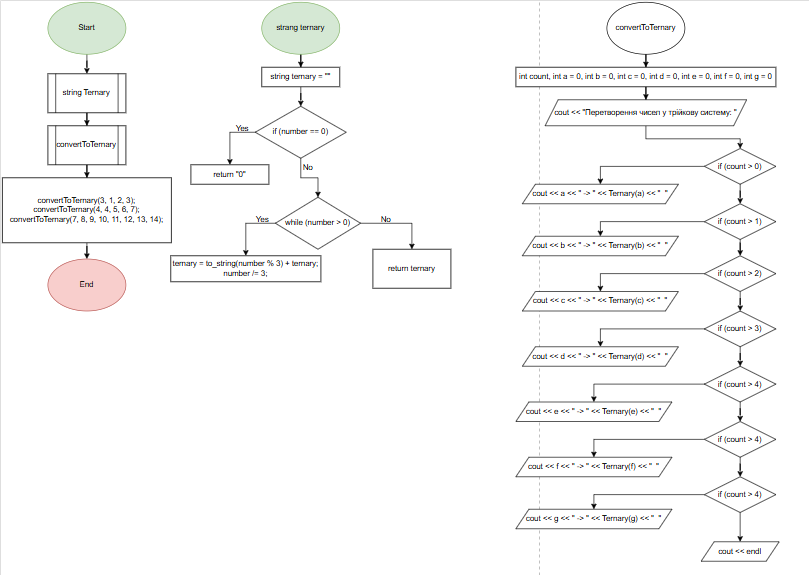 Start
string Ternary
convertToTernary
convertToTernary(3, 1, 2, 3);
convertToTernary(4, 4, 5, 6, 7);
convertToTernary(7, 8, 9, 10, 11, 12, 13, 14);
End
strang ternary
string ternary = ""
if (number == 0)
Yes
return "0"
No
while (number > 0)
Yes
No
ternary = to_string(number % 3) + ternary;
number /= 3;
return ternary
convertToTernary
int count, int a = 0, int b = 0, int c = 0, int d = 0, int e = 0, int f = 0, int g = 0
cout << "Перетворення чисел у трійкову систему: "
if (count > 0)
cout << a << " -> " << Ternary(a) << "  "
if (count > 1)
cout << b << " -> " << Ternary(b) << "  "
if (count > 2)
cout << c << " -> " << Ternary(c) << "  "
if (count > 3)
cout << d << " -> " << Ternary(d) << "  "
if (count > 4)
cout << e << " -> " << Ternary(e) << "  "
if (count > 4)
cout << f << " -> " << Ternary(f) << "  "
if (count > 4)
cout << g << " -> " << Ternary(g) << "  "
cout << endl